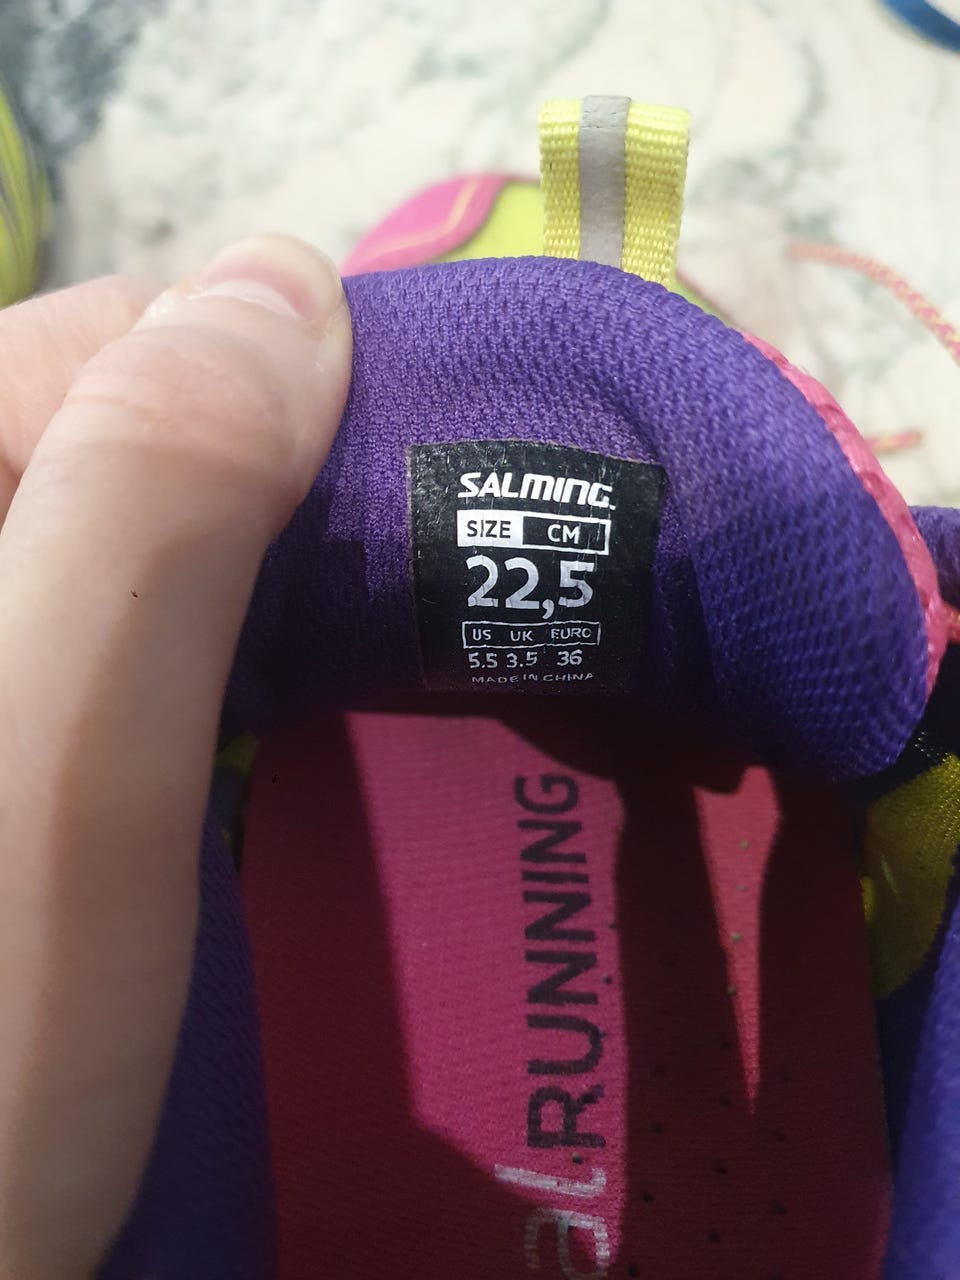 SALMING
SIZE CM
22,5
US UK EURO
5.5 3.5 36
MADE IN CHINA
RUNNING